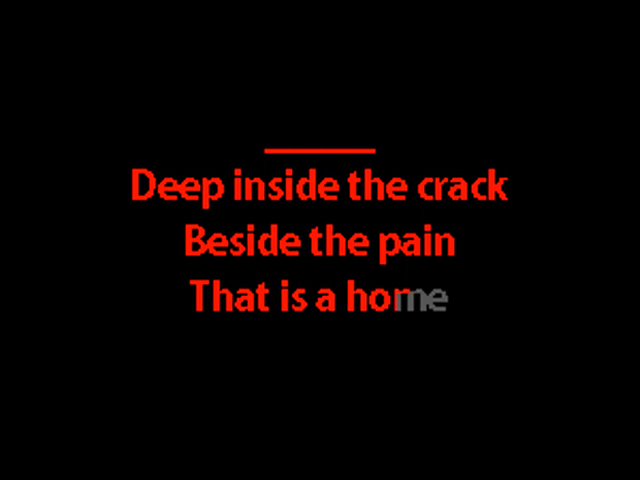 Deep inside the crack
Beside the pain
That is a home